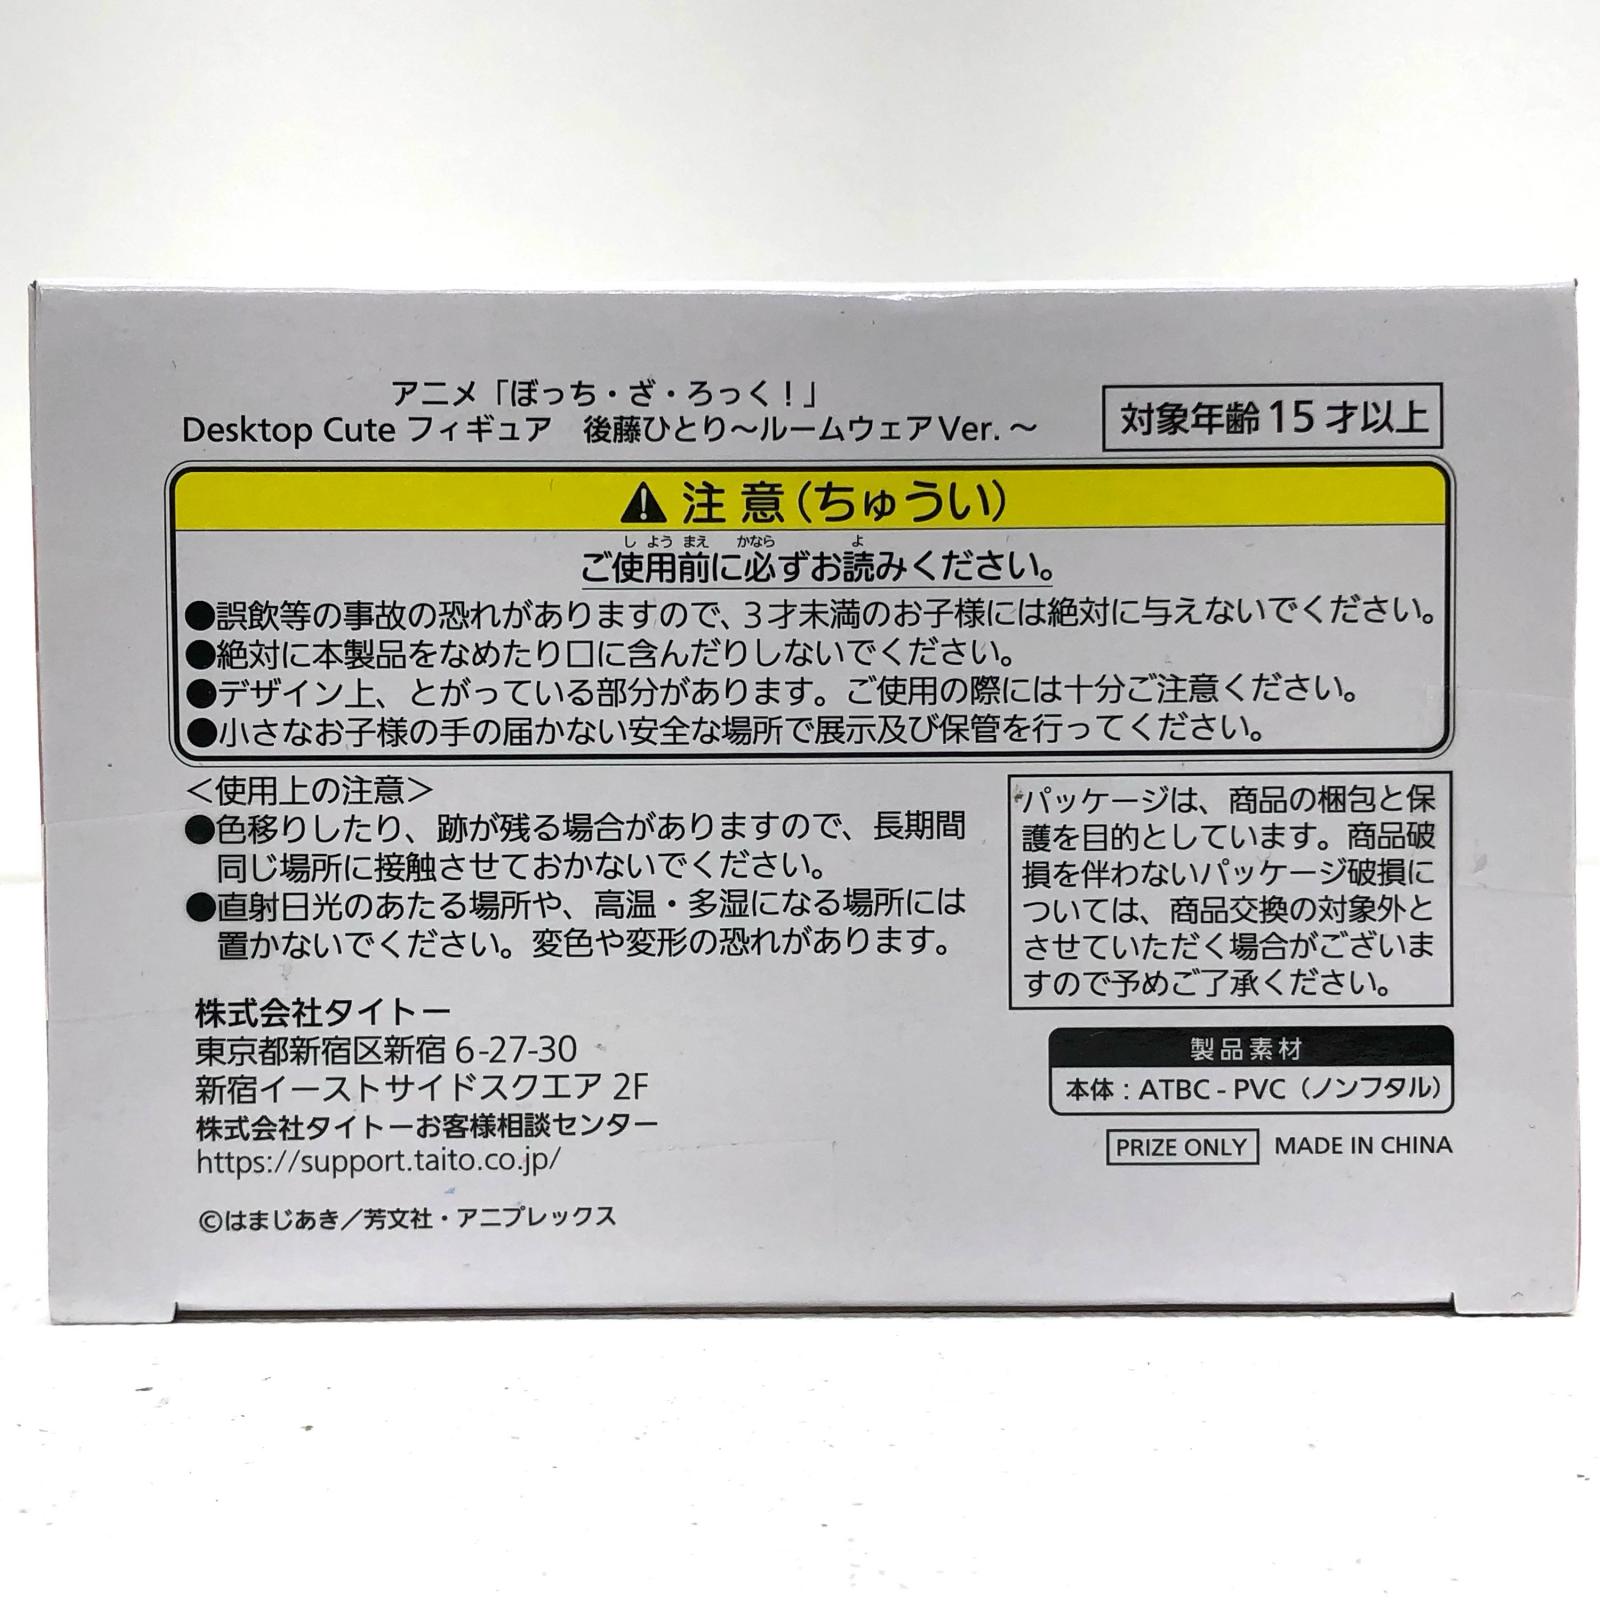 アニメ「ぼっち・ざ・ろっく！」
Desktop Cute フィギュア　後藤ひとり～ルームウェアVer.～
対象年齢 15 才以上
注 意（ちゅうい）
し よう まえ かなら よ
ご使用前に必ずお読みください。
●誤飲等の事故の恐れがありますので、3才未満のお子様には絶対に与えないでください。
●絶対に本製品をなめたり口に含んだりしないでください。
●デザイン上、とがっている部分があります。ご使用の際には十分ご注意ください。
●小さなお子様の手の届かない安全な場所で展示及び保管を行ってください。
＜使用上の注意＞
●色移りしたり、跡が残る場合がありますので、長期間
同じ場所に接触させておかないでください。
●直射日光のあたる場所や、高温・多湿になる場所には
置かないでください。変色や変形の恐れがあります。
パッケージは、商品の梱包と保
護を目的としています。商品破
損を伴わないパッケージ破損に
ついては、商品交換の対象外と
させていただく場合がございま
すので予めご了承ください。
株式会社タイトー
東京都新宿区新宿 6-27-30
新宿イーストサイドスクエア 2F
株式会社タイトーお客様相談センター
https://support.taito.co.jp/
製品素材
本体：ATBC-PVC（ノンフタル）
PRIZE ONLY MADE IN CHINA
©はまじあき／芳文社・アニプレックス